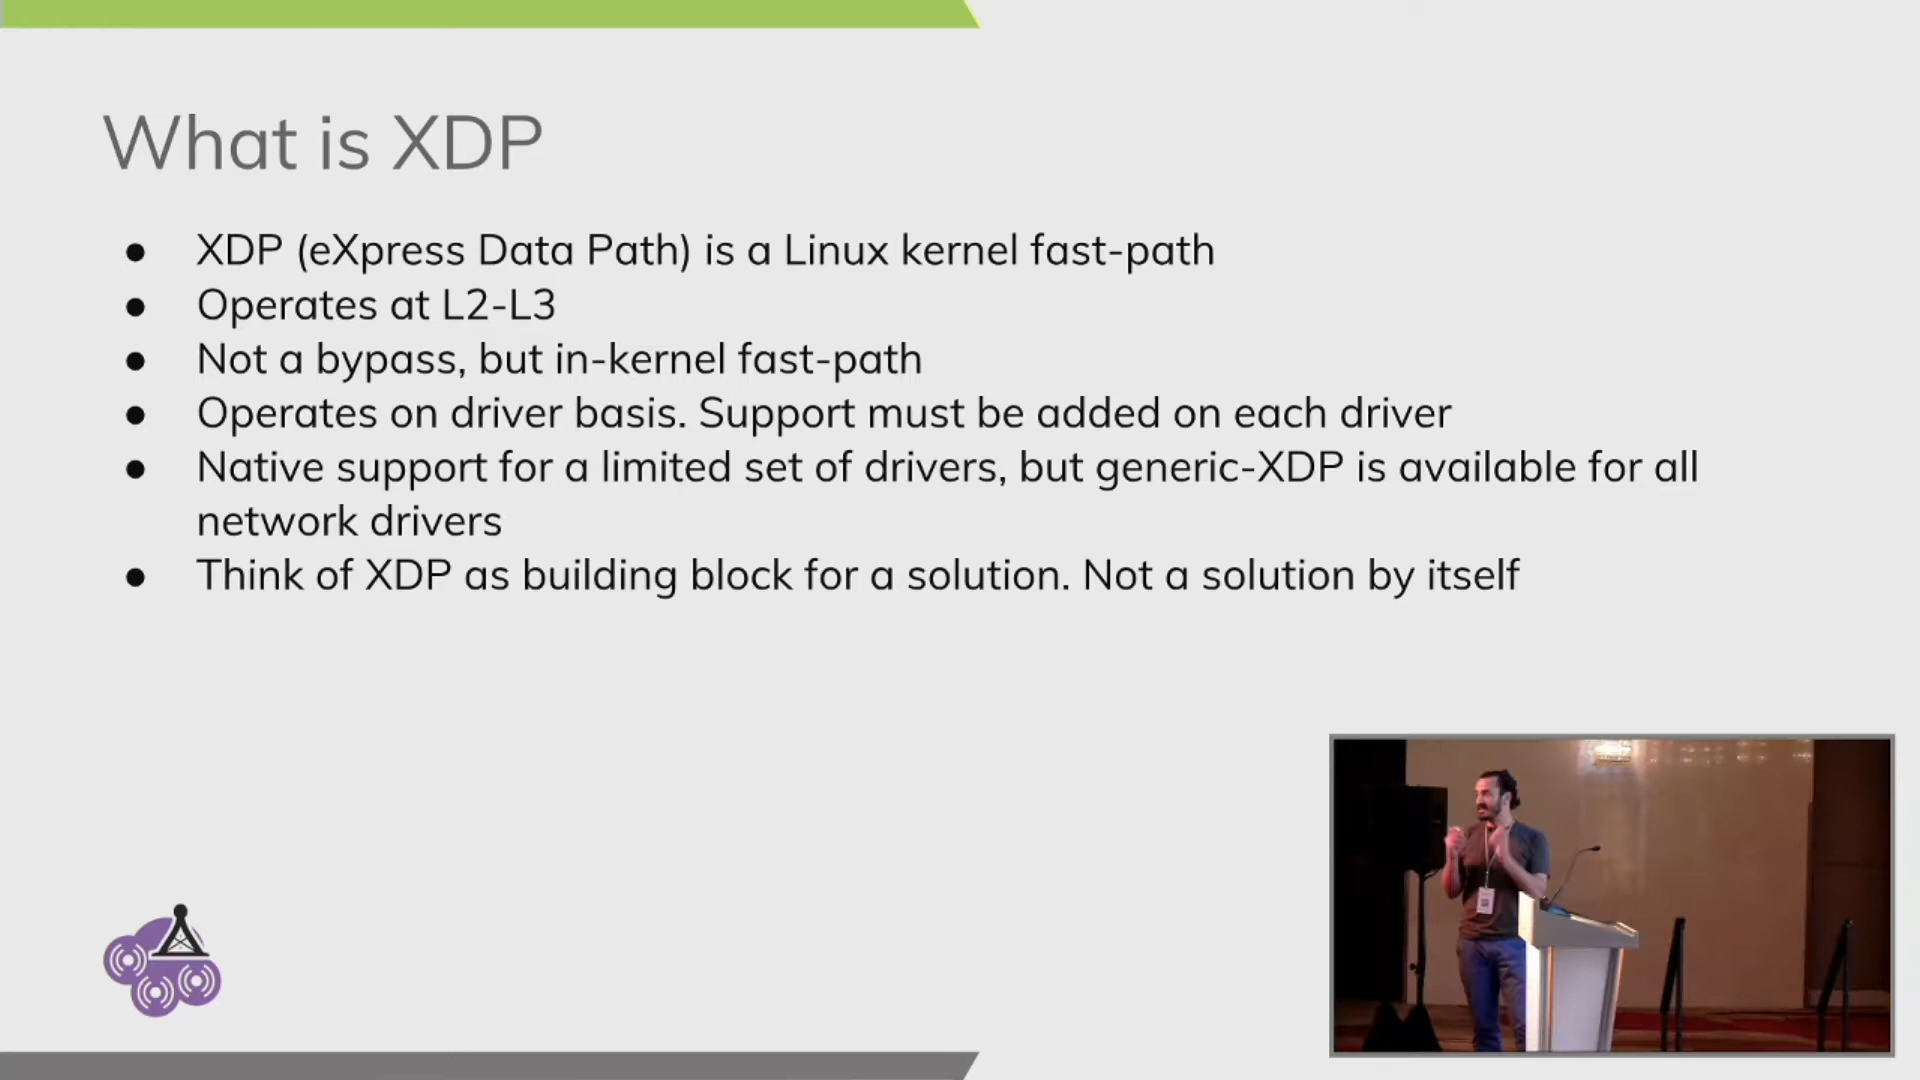 What is XDP
● XDP (eXpress Data Path) is a Linux kernel fast-path
● Operates at L2-L3
● Not a bypass, but in-kernel fast-path
● Operates on driver basis. Support must be added on each driver
● Native support for a limited set of drivers, but generic-XDP is available for all
network drivers
● Think of XDP as building block for a solution. Not a solution by itself